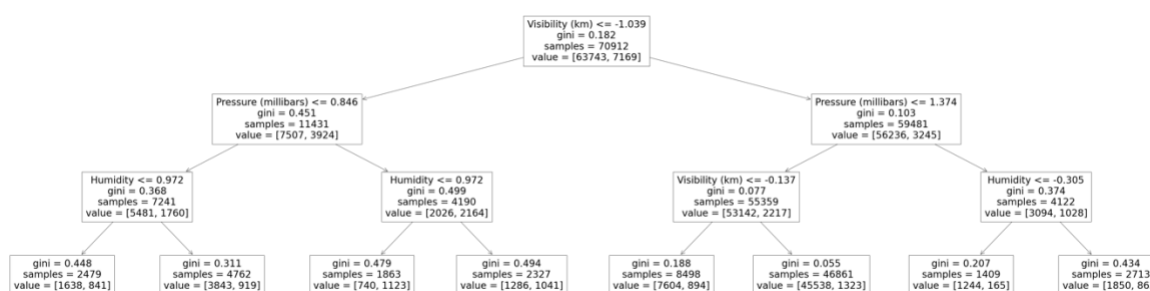 Visibility (km) <= -1.039
gini = 0.182
samples = 70912
value = [63743, 7169]
Pressure (millibars) <= 0.846
gini = 0.451
samples = 11431
value = [7507, 3924]
Pressure (millibars) <= 1.374
gini = 0.103
samples = 59481
value = [56236, 3245]
Humidity <= 0.972
gini = 0.368
samples = 7241
value = [5481, 1760]
Humidity <= 0.972
gini = 0.499
samples = 4190
value = [2026, 2164]
Visibility (km) <= -0.137
gini = 0.077
samples = 55359
value = [53142, 2217]
Humidity <= -0.305
gini = 0.374
samples = 4122
value = [3094, 1028]
gini = 0.448
samples = 2479
value = [1638, 841]
gini = 0.311
samples = 4762
value = [3843, 919]
gini = 0.479
samples = 1863
value = [740, 1123]
gini = 0.494
samples = 2327
value = [1286, 1041]
gini = 0.188
samples = 8498
value = [7604, 894]
gini = 0.055
samples = 46861
value = [45538, 1323]
gini = 0.207
samples = 1409
value = [1244, 165]
gini = 0.434
samples = 2713
value = [1850, 86